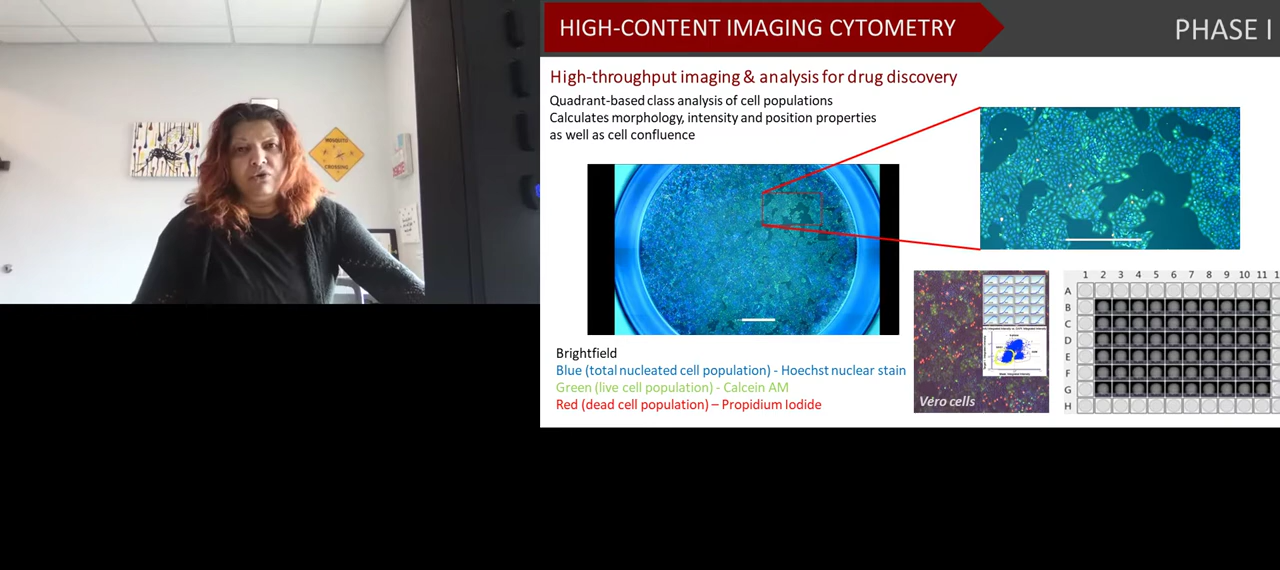 HIGH-CONTENT IMAGING CYTOMETRY
PHASE I
High-throughput imaging & analysis for drug discovery
Quadrant-based class analysis of cell populations
Calculates morphology, intensity and position properties
as well as cell confluence
MOSQUITO
CROSSING
Brightfield
Blue (total nucleated cell population) - Hoechst nuclear stain
Green (live cell population) - Calcein AM
Red (dead cell population) – Propidium Iodide
Vero cells
1 2 3 4 5 6 7 8 9 10 11
A
B
C
D
E
F
G
H